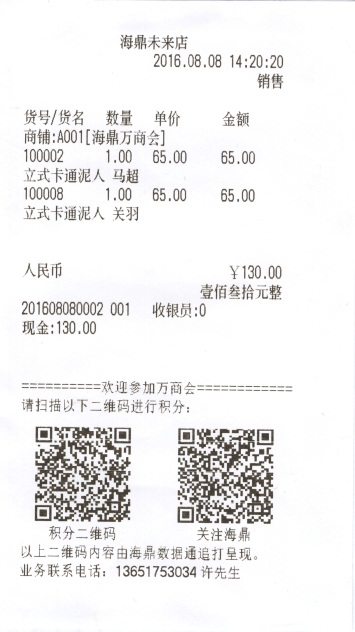 海鼎未来店
2016.08.08 14:20:20
销售
货号/货名 数量 单价 金额
商铺:A001[海鼎万商会]
100002 1.00 65.00 65.00
立式卡通泥人 马超
100008 1.00 65.00 65.00
立式卡通泥人 关羽
人民币 ￥130.00
壹佰叁拾元整
201608080002 001 收银员:0
现金:130.00
==========欢迎参加万商会============
请扫描以下二维码进行积分:
积分二维码 关注海鼎
以上二维码内容由海鼎数据通追打呈现。
业务联系电话: 13651753034 许先生